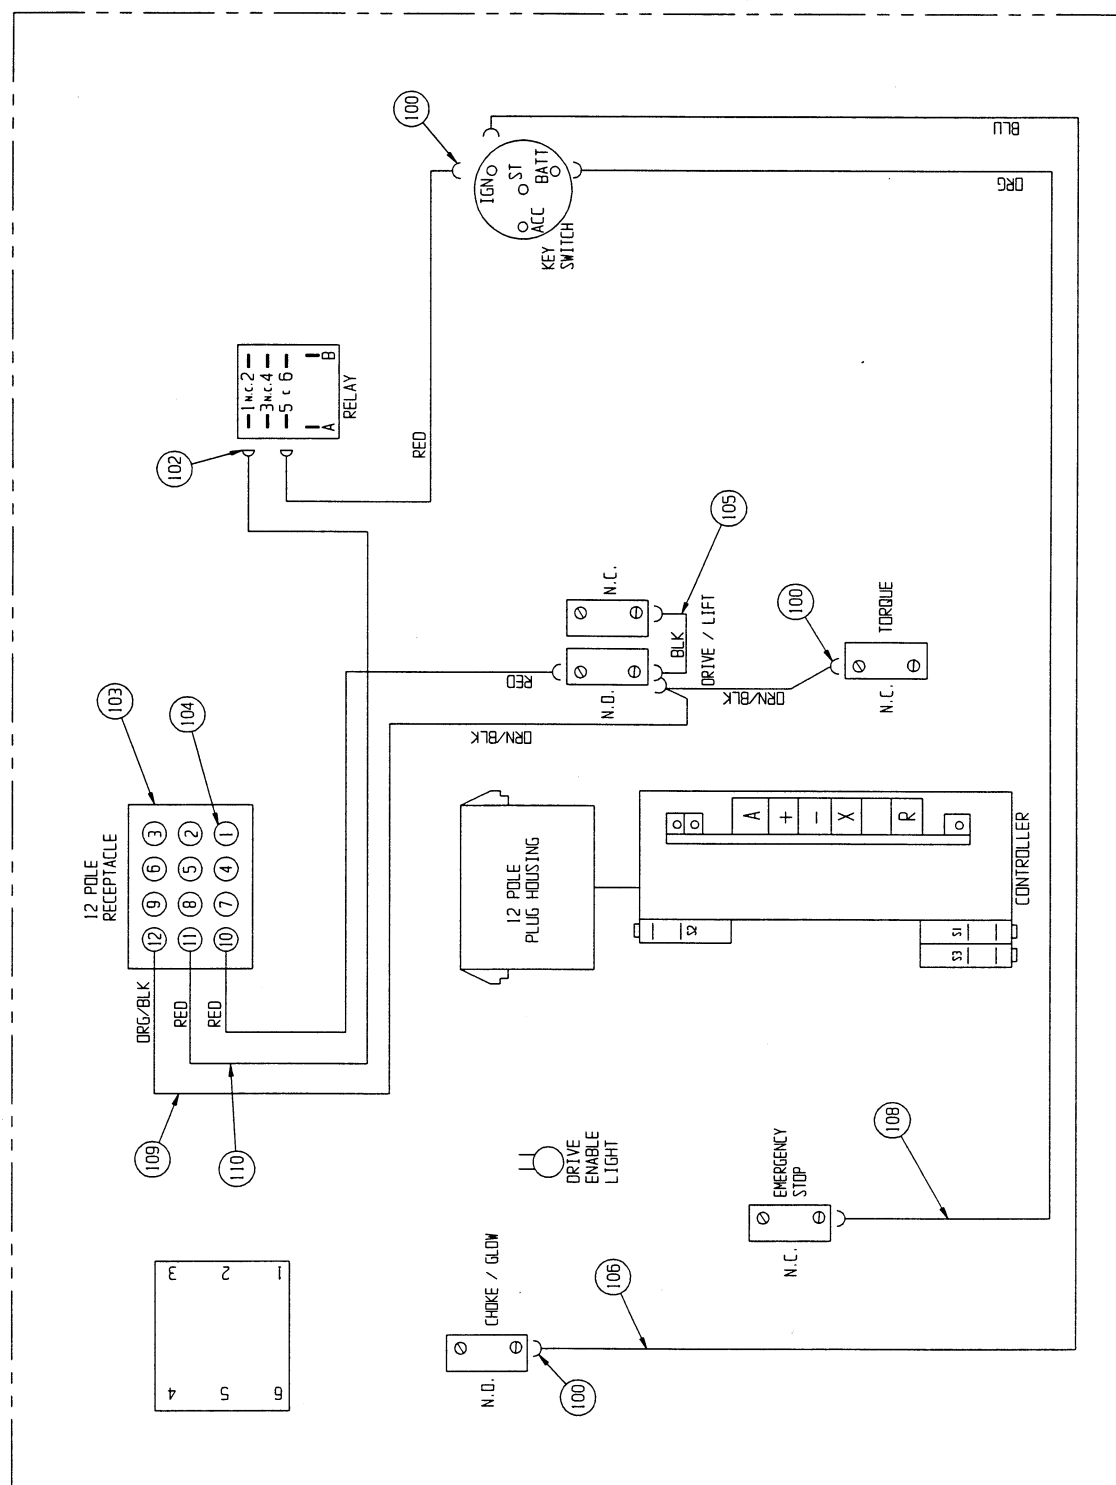 12 POLE
RECEPTACLE
103
104
3
6
9
12
2
5
8
11
1
4
7
10
ORG/BLK
RED
RED
109
110
3
2
1
4
5
6
102
1 N.C. 2
3 N.C. 4
5 C 6
A
B
RELAY
RED
100
IGN
ST
BATT
ACC
KEY
SWITCH
BLU
ORG
RED
N.C.
N.O.
BLK
105
DRIVE / LIFT
ORN/BLK
ORN/BLK
100
TORQUE
N.C.
12 POLE
PLUG HOUSING
A
+
-
X
R
S2
S1
S3
CONTROLLER
DRIVE
ENABLE
LIGHT
EMERGENCY
STOP
N.C.
108
CHOKE / GLOW
N.O.
100
106